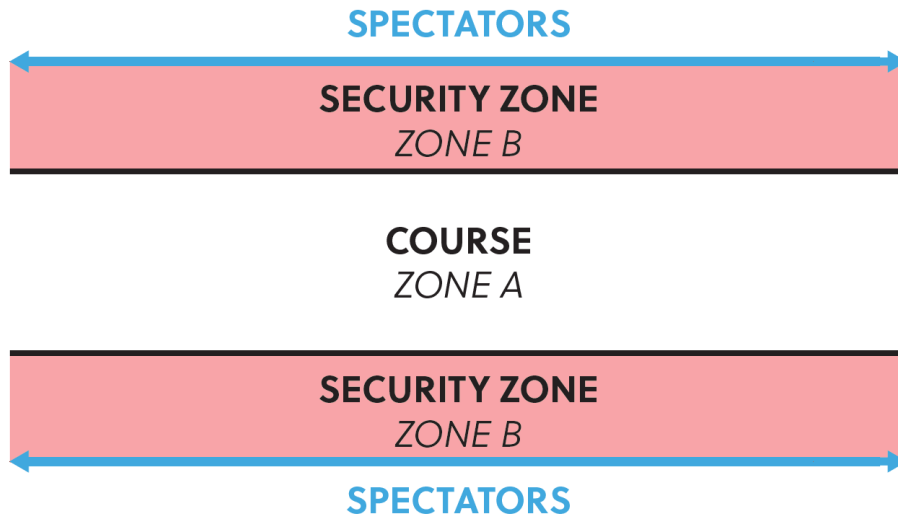 SPECTATORS
SECURITY ZONE
ZONE B
COURSE
ZONE A
SECURITY ZONE
ZONE B
SPECTATORS